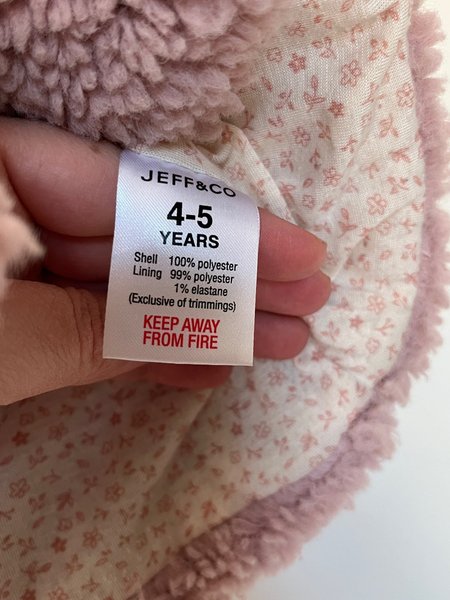 JEFF&CO
4-5
YEARS
Shell 100% polyester
Lining 99% polyester
1% elastane
(Exclusive of trimmings)
KEEP AWAY
FROM FIRE